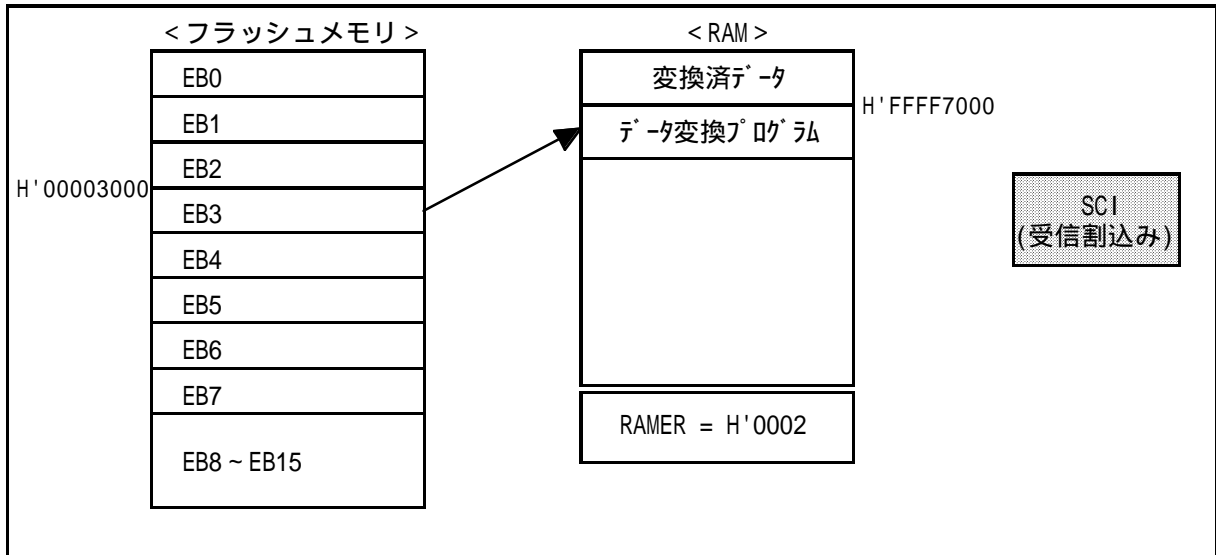 <フラッシュメモリ>
EB0
EB1
EB2
H'00003000
EB3
EB4
EB5
EB6
EB7
EB8~EB15
<RAM>
変換済ﾃﾞｰﾀ
H'FFFF7000
ﾃﾞｰﾀ変換ﾌﾟﾛｸﾞﾗﾑ
RAMER = H'0002
SCI
(受信割込み)